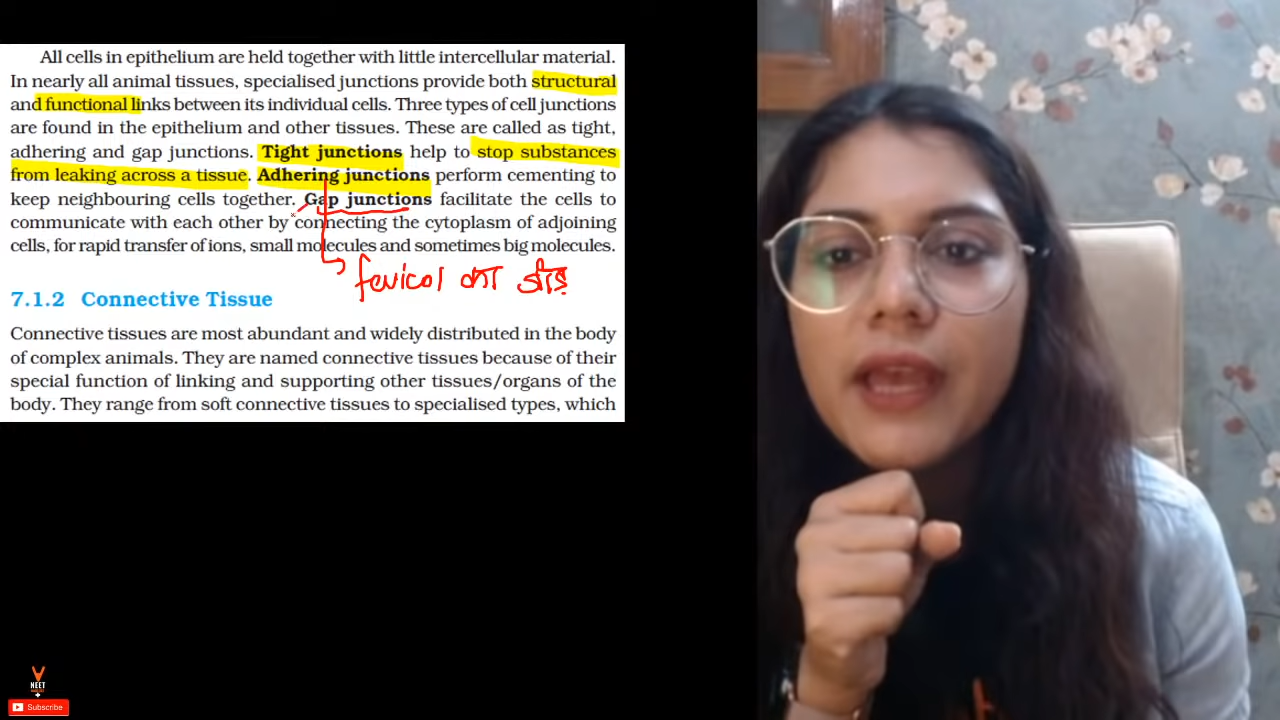 All cells in epithelium are held together with little intercellular material.
In nearly all animal tissues, specialised junctions provide both structural
and functional links between its individual cells. Three types of cell junctions
are found in the epithelium and other tissues. These are called as tight,
adhering and gap junctions. Tight junctions help to stop substances
from leaking across a tissue. Adhering junctions perform cementing to
keep neighbouring cells together. Gap junctions facilitate the cells to
communicate with each other by connecting the cytoplasm of adjoining
cells, for rapid transfer of ions, small molecules and sometimes big molecules.
fevicol का जोड़
7.1.2 Connective Tissue
Connective tissues are most abundant and widely distributed in the body
of complex animals. They are named connective tissues because of their
special function of linking and supporting other tissues/organs of the
body. They range from soft connective tissues to specialised types, which
NEET
Subscribe